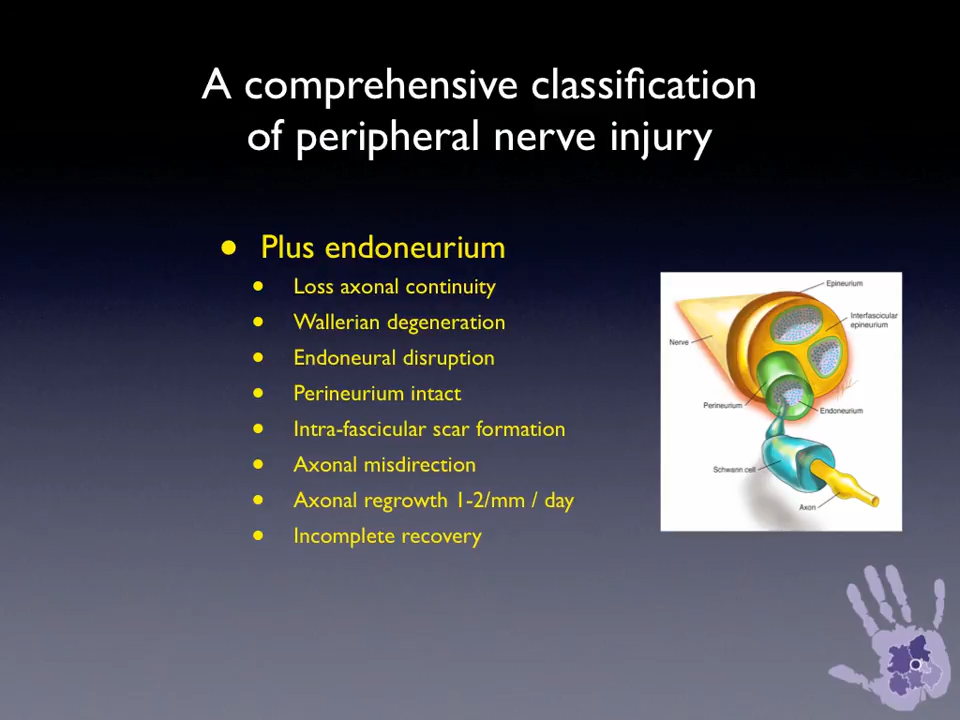 A comprehensive classification
of peripheral nerve injury
• Plus endoneurium
• Loss axonal continuity
• Wallerian degeneration
• Endoneural disruption
• Perineurium intact
• Intra-fascicular scar formation
• Axonal misdirection
• Axonal regrowth 1-2/mm / day
• Incomplete recovery
Epineurium
Interfascicular
epineurium
Nerve
Perineurium
Endoneurium
Schwann cell
Axon